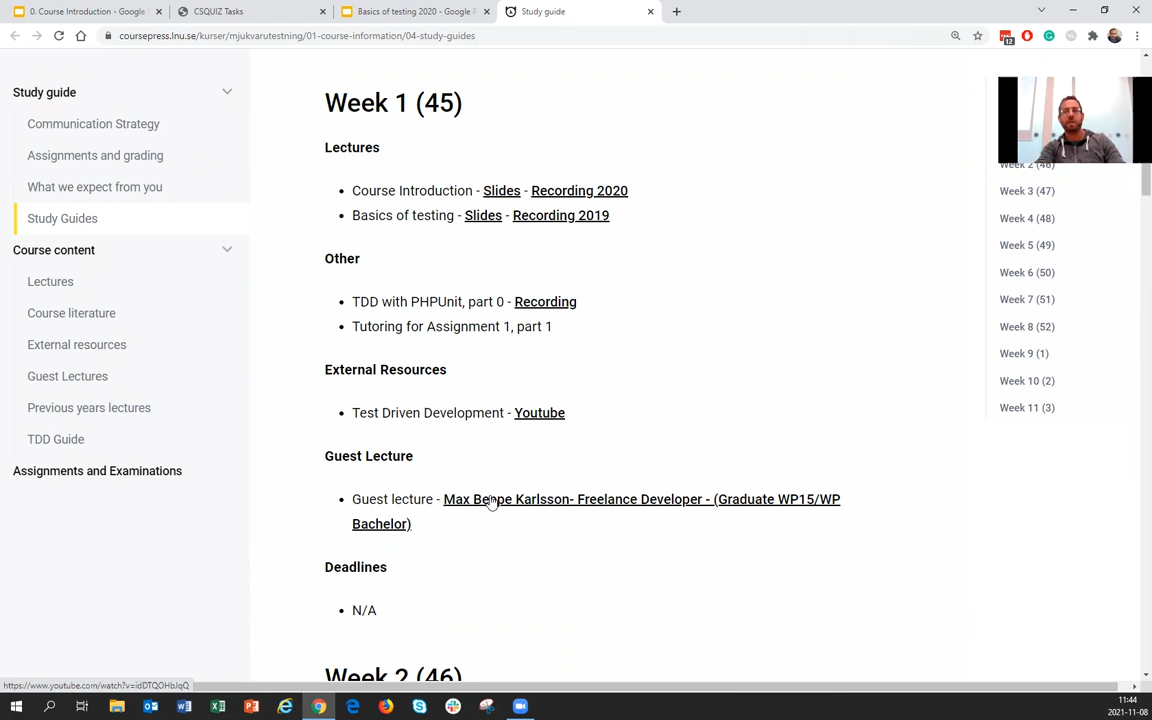 0. Course Introduction - Google
CSQUIZ Tasks
Basics of testing 2020 - Google
Study guide
coursepress.lnu.se/kurser/mjukvarutestning/01-course-information/04-study-guides
12
Study guide
Communication Strategy
Assignments and grading
What we expect from you
Study Guides
Course content
Lectures
Course literature
External resources
Guest Lectures
Previous years lectures
TDD Guide
Assignments and Examinations
Week 1 (45)
Lectures
• Course Introduction - Slides - Recording 2020
• Basics of testing - Slides - Recording 2019
Other
• TDD with PHPUnit, part 0 - Recording
• Tutoring for Assignment 1, part 1
External Resources
• Test Driven Development - Youtube
Guest Lecture
• Guest lecture - Max Beppe Karlsson- Freelance Developer - (Graduate WP15/WP
Bachelor)
Deadlines
• N/A
Week 2 (46)
Week 2 (46)
Week 3 (47)
Week 4 (48)
Week 5 (49)
Week 6 (50)
Week 7 (51)
Week 8 (52)
Week 9 (1)
Week 10 (2)
Week 11 (3)
https://www.youtube.com/watch?v=idDTQOHbJqQ
11:44
2021-11-08